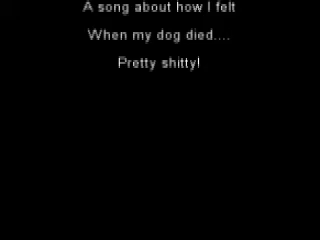 A song about how I felt
When my dog died....
Pretty shitty!